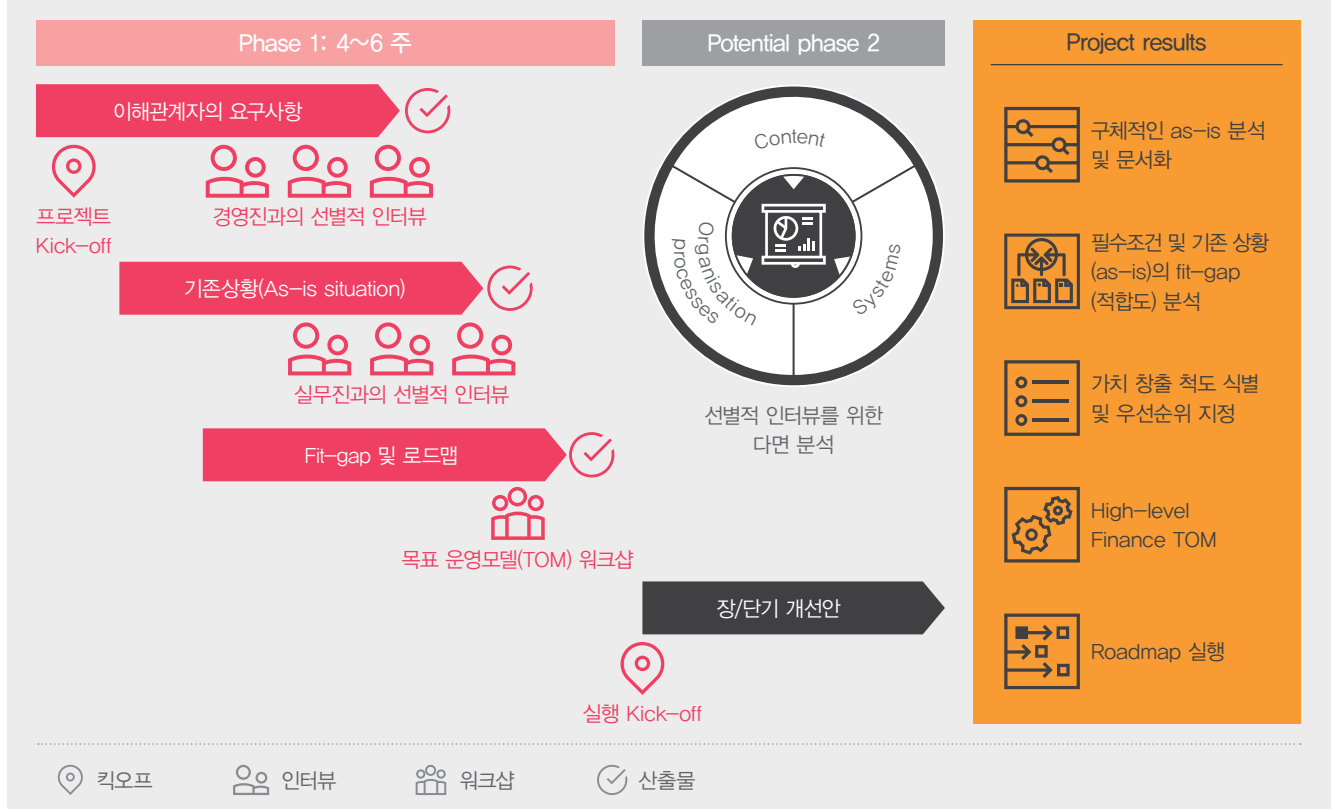 Phase 1: 4～6 주
이해관계자의 요구사항
프로젝트
Kick-off
경영진과의 선별적 인터뷰
기존상황(As-is situation)
실무진과의 선별적 인터뷰
Fit-gap 및 로드맵
목표 운영모델(TOM) 워크샵
Potential phase 2
Content
Organisation
processes
Systems
선별적 인터뷰를 위한
다면 분석
장/단기 개선안
실행 Kick-off
Project results
구체적인 as-is 분석
및 문서화
필수조건 및 기존 상황
(as-is)의 fit-gap
(적합도) 분석
가치 창출 척도 식별
및 우선순위 지정
High-level
Finance TOM
Roadmap 실행
킥오프
인터뷰
워크샵
산출물